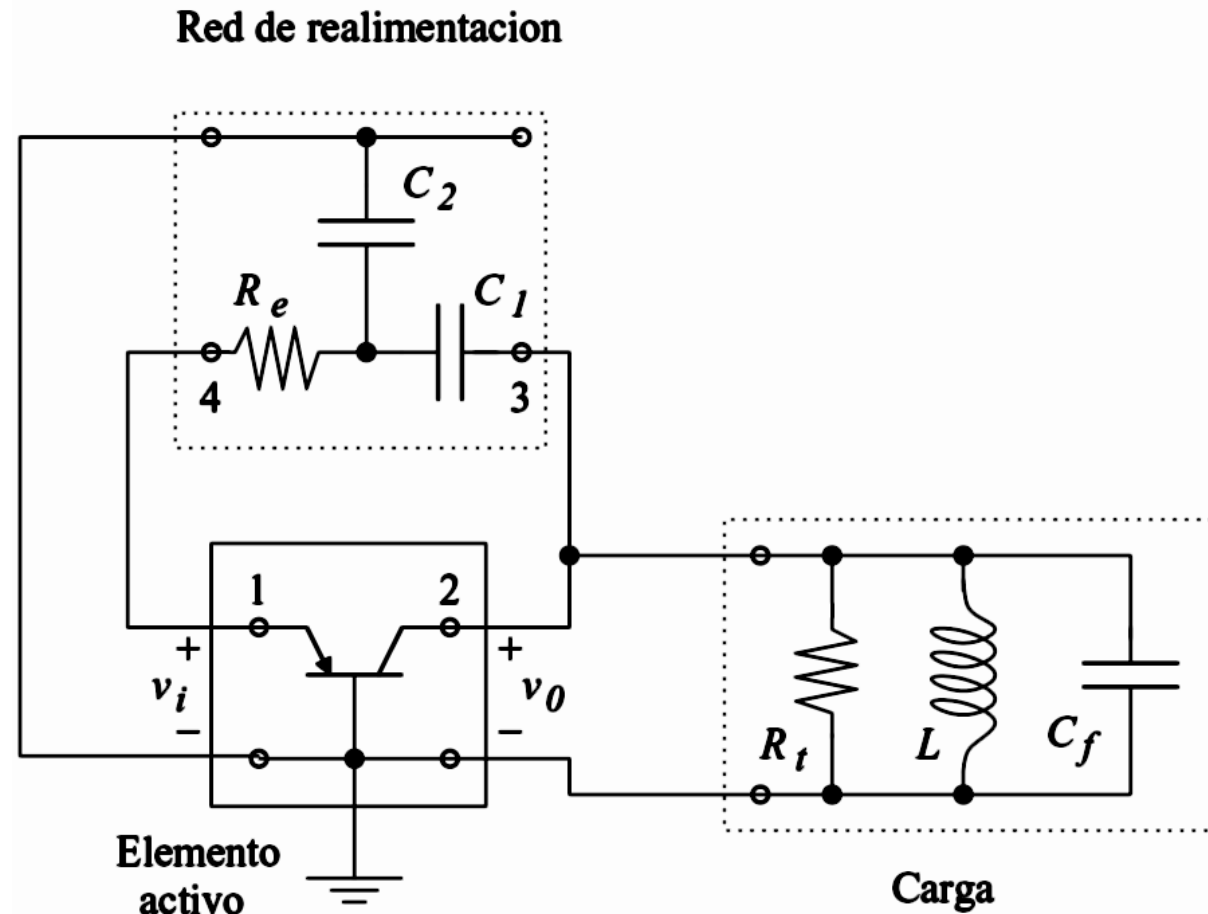 Red de realimentacion
C2
Re
C1
4
3
1
2
+
+
vi
v0
−
−
Rt
L
Cf
Elemento
activo
Carga